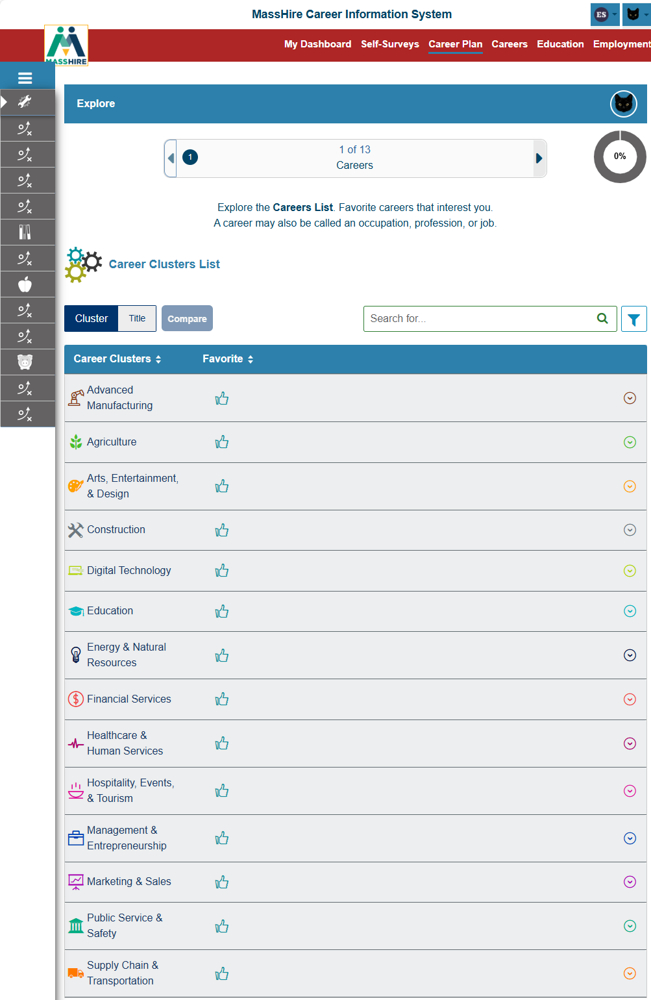 MassHire Career Information System
ES
MASSHIRE
My Dashboard Self-Surveys Career Plan Careers Education Employment
Explore
1
1 of 13
Careers
0%
Explore the Careers List. Favorite careers that interest you.
A career may also be called an occupation, profession, or job.
Career Clusters List
Cluster Title Compare Search for...
Career Clusters Favorite
Advanced
Manufacturing
Agriculture
Arts, Entertainment,
& Design
Construction
Digital Technology
Education
Energy & Natural
Resources
Financial Services
Healthcare &
Human Services
Hospitality, Events,
& Tourism
Management &
Entrepreneurship
Marketing & Sales
Public Service &
Safety
Supply Chain &
Transportation